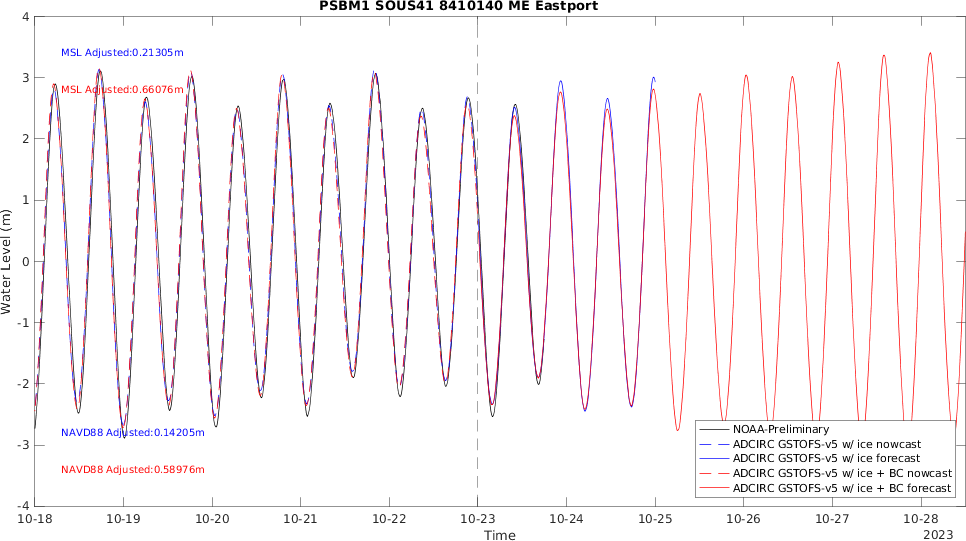 PSBM1 SOUS41 8410140 ME Eastport
MSL Adjusted:0.21305m
MSL Adjusted:0.66076m
NAVD88 Adjusted:0.14205m
NAVD88 Adjusted:0.58976m
Water Level (m)
4
3
2
1
0
-1
-2
-3
-4
NOAA-Preliminary
ADCIRC GSTOFS-v5 w/ ice nowcast
ADCIRC GSTOFS-v5 w/ ice forecast
ADCIRC GSTOFS-v5 w/ ice + BC nowcast
ADCIRC GSTOFS-v5 w/ ice + BC forecast
10-18 10-19 10-20 10-21 10-22 10-23 10-24 10-25 10-26 10-27 10-28
Time
2023